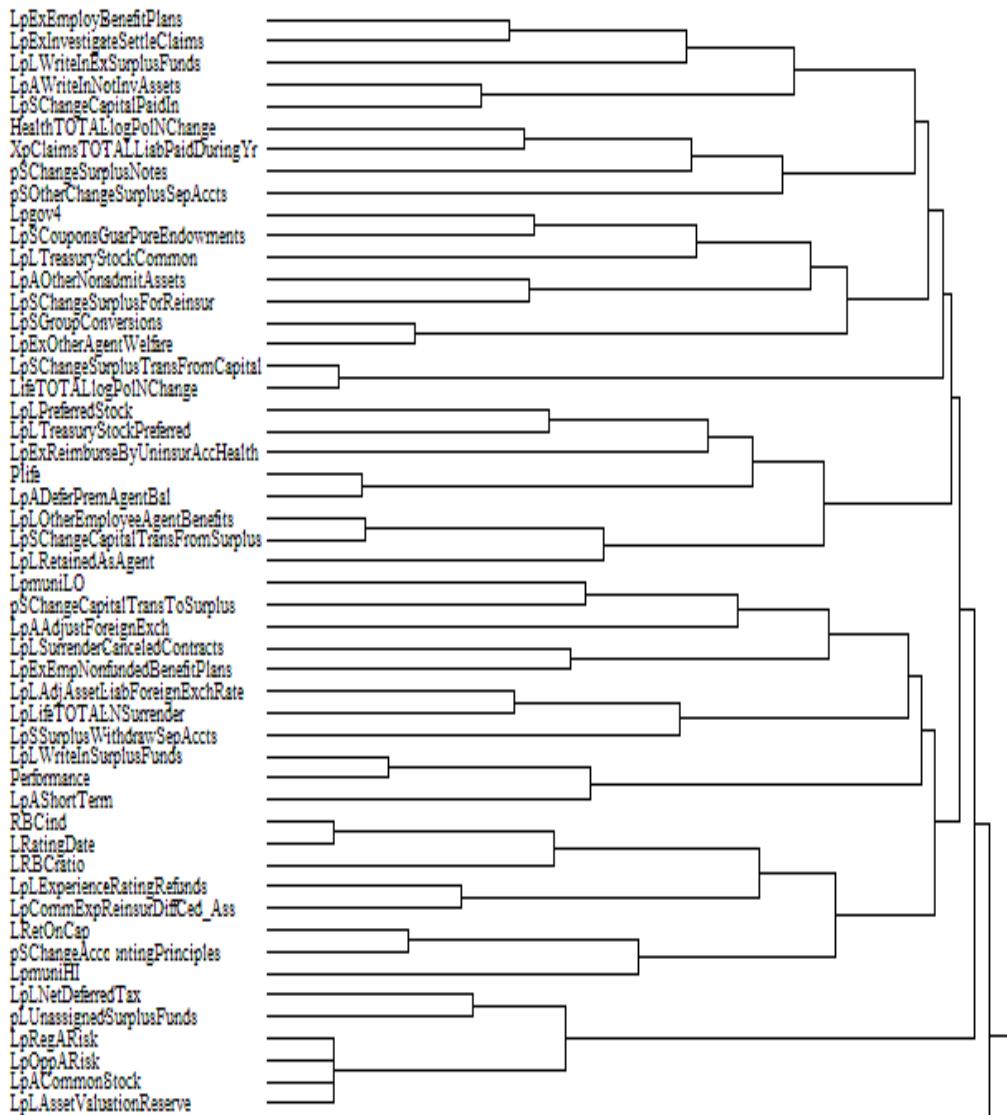 LpExEmployBenefitPlans
LpExInvestigateSettleClaims
LpLWriteInExSurplusFunds
LpAWriteInNotInvAssets
LpSChangeCapitalPaidIn
HealthTOTALlogPolNChange
XpClaimsTOTALLiabPaidDuringYr
pSChangeSurplusNotes
pSOtherChangeSurplusSepAccts
Lpgov4
LpSCouponsGuarPureEndowments
LpLTreasuryStockCommon
LpAOtherNonadmitAssets
LpSChangeSurplusForReinsur
LpSGroupConversions
LpExOtherAgentWelfare
LpSChangeSurplusTransFromCapital
LifeTOTALlogPolNChange
LpLPreferredStock
LpLTreasuryStockPreferred
LpExReimburseByUninsurAccHealth
Plife
LpADeferPremAgentBal
LpLOtherEmployeeAgentBenefits
LpSChangeCapitalTransFromSurplus
LpLRetainedAsAgent
LpmuniLO
pSChangeCapitalTransToSurplus
LpAAdjustForeignExch
LpLSurrenderCanceledContracts
LpExEmpNonfundedBenefitPlans
LpLAdjAssetLiabForeignExchRate
LpLifeTOTALNSurrender
LpSSurplusWithdrawSepAccts
LpLWriteInSurplusFunds
Performance
LpAShortTerm
RBCind
LRatingDate
LRBCratio
LpLExperienceRatingRefunds
LpCommExpReinsurDiffCed_Ass
LRetOnCap
pSChangeAccountingPrinciples
LpmuniHI
LpLNetDeferredTax
pLUnassignedSurplusFunds
LpRegARisk
LpOppARisk
LpACommonStock
LpLAssetValuationReserve